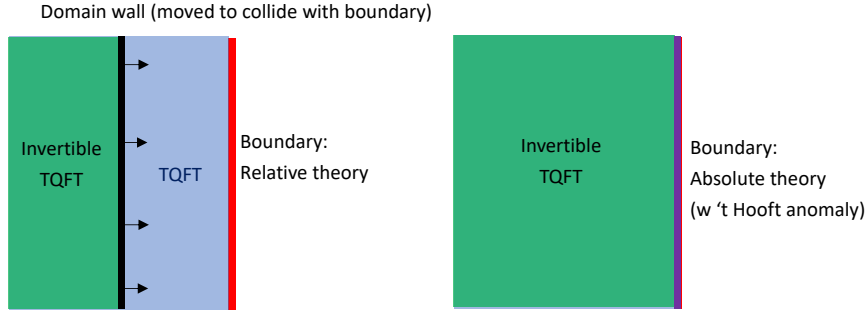 Domain wall (moved to collide with boundary)
Invertible
TQFT
TQFT
Boundary:
Relative theory
Invertible
TQFT
Boundary:
Absolute theory
(w ‘t Hooft anomaly)